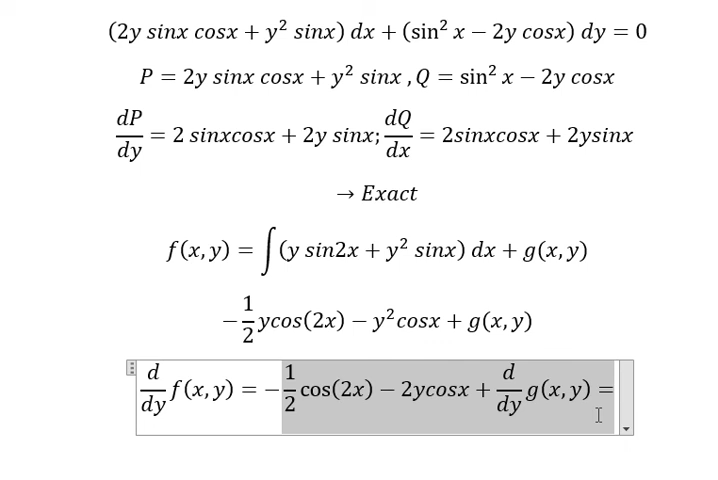 (2y sinx cosx + y² sinx) dx + (sin² x − 2y cosx) dy = 0
P = 2y sinx cosx + y² sinx , Q = sin² x − 2y cosx
dP/dy = 2 sinxcosx + 2y sinx; dQ/dx = 2sinxcosx + 2ysinx
→ Exact
f(x, y) = ∫(y sin2x + y² sinx) dx + g(x, y)
−1/2 ycos(2x) − y²cosx + g(x, y)
d/dy f(x, y) = −1/2 cos(2x) − 2ycosx + d/dy g(x, y) =